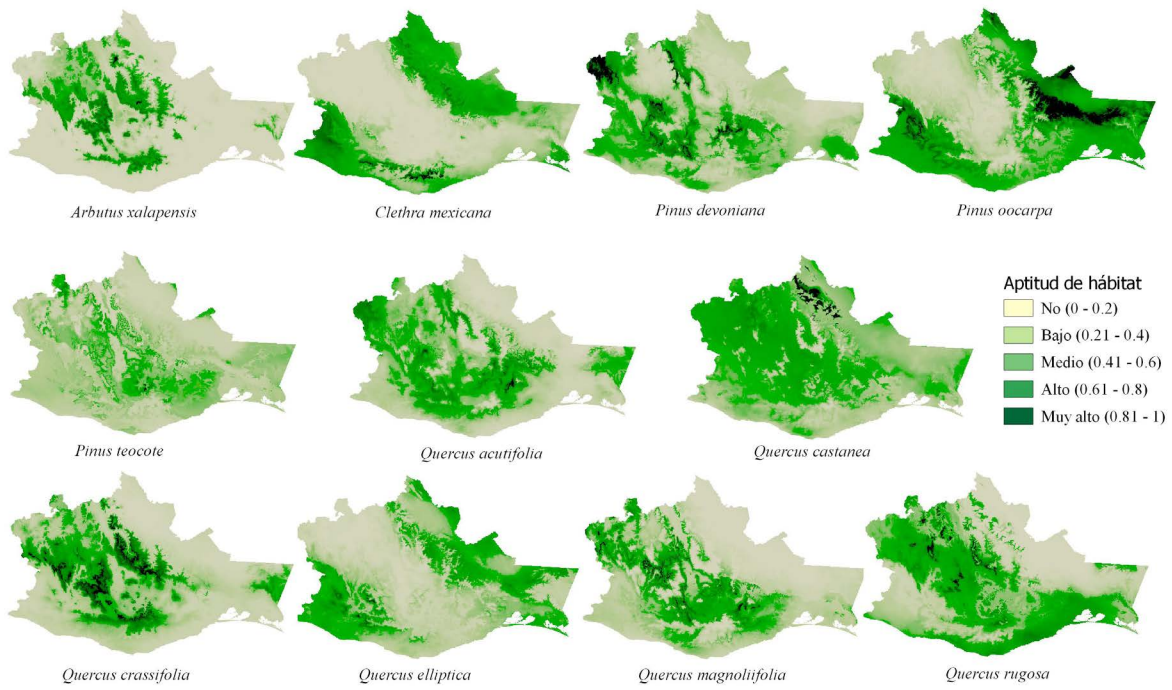 Arbutus xalapensis
Clethra mexicana
Pinus devoniana
Pinus oocarpa
Aptitud de hábitat
No (0 - 0.2)
Bajo (0.21 - 0.4)
Medio (0.41 - 0.6)
Alto (0.61 - 0.8)
Muy alto (0.81 - 1)
Pinus teocote
Quercus acutifolia
Quercus castanea
Quercus crassifolia
Quercus elliptica
Quercus magnoliifolia
Quercus rugosa